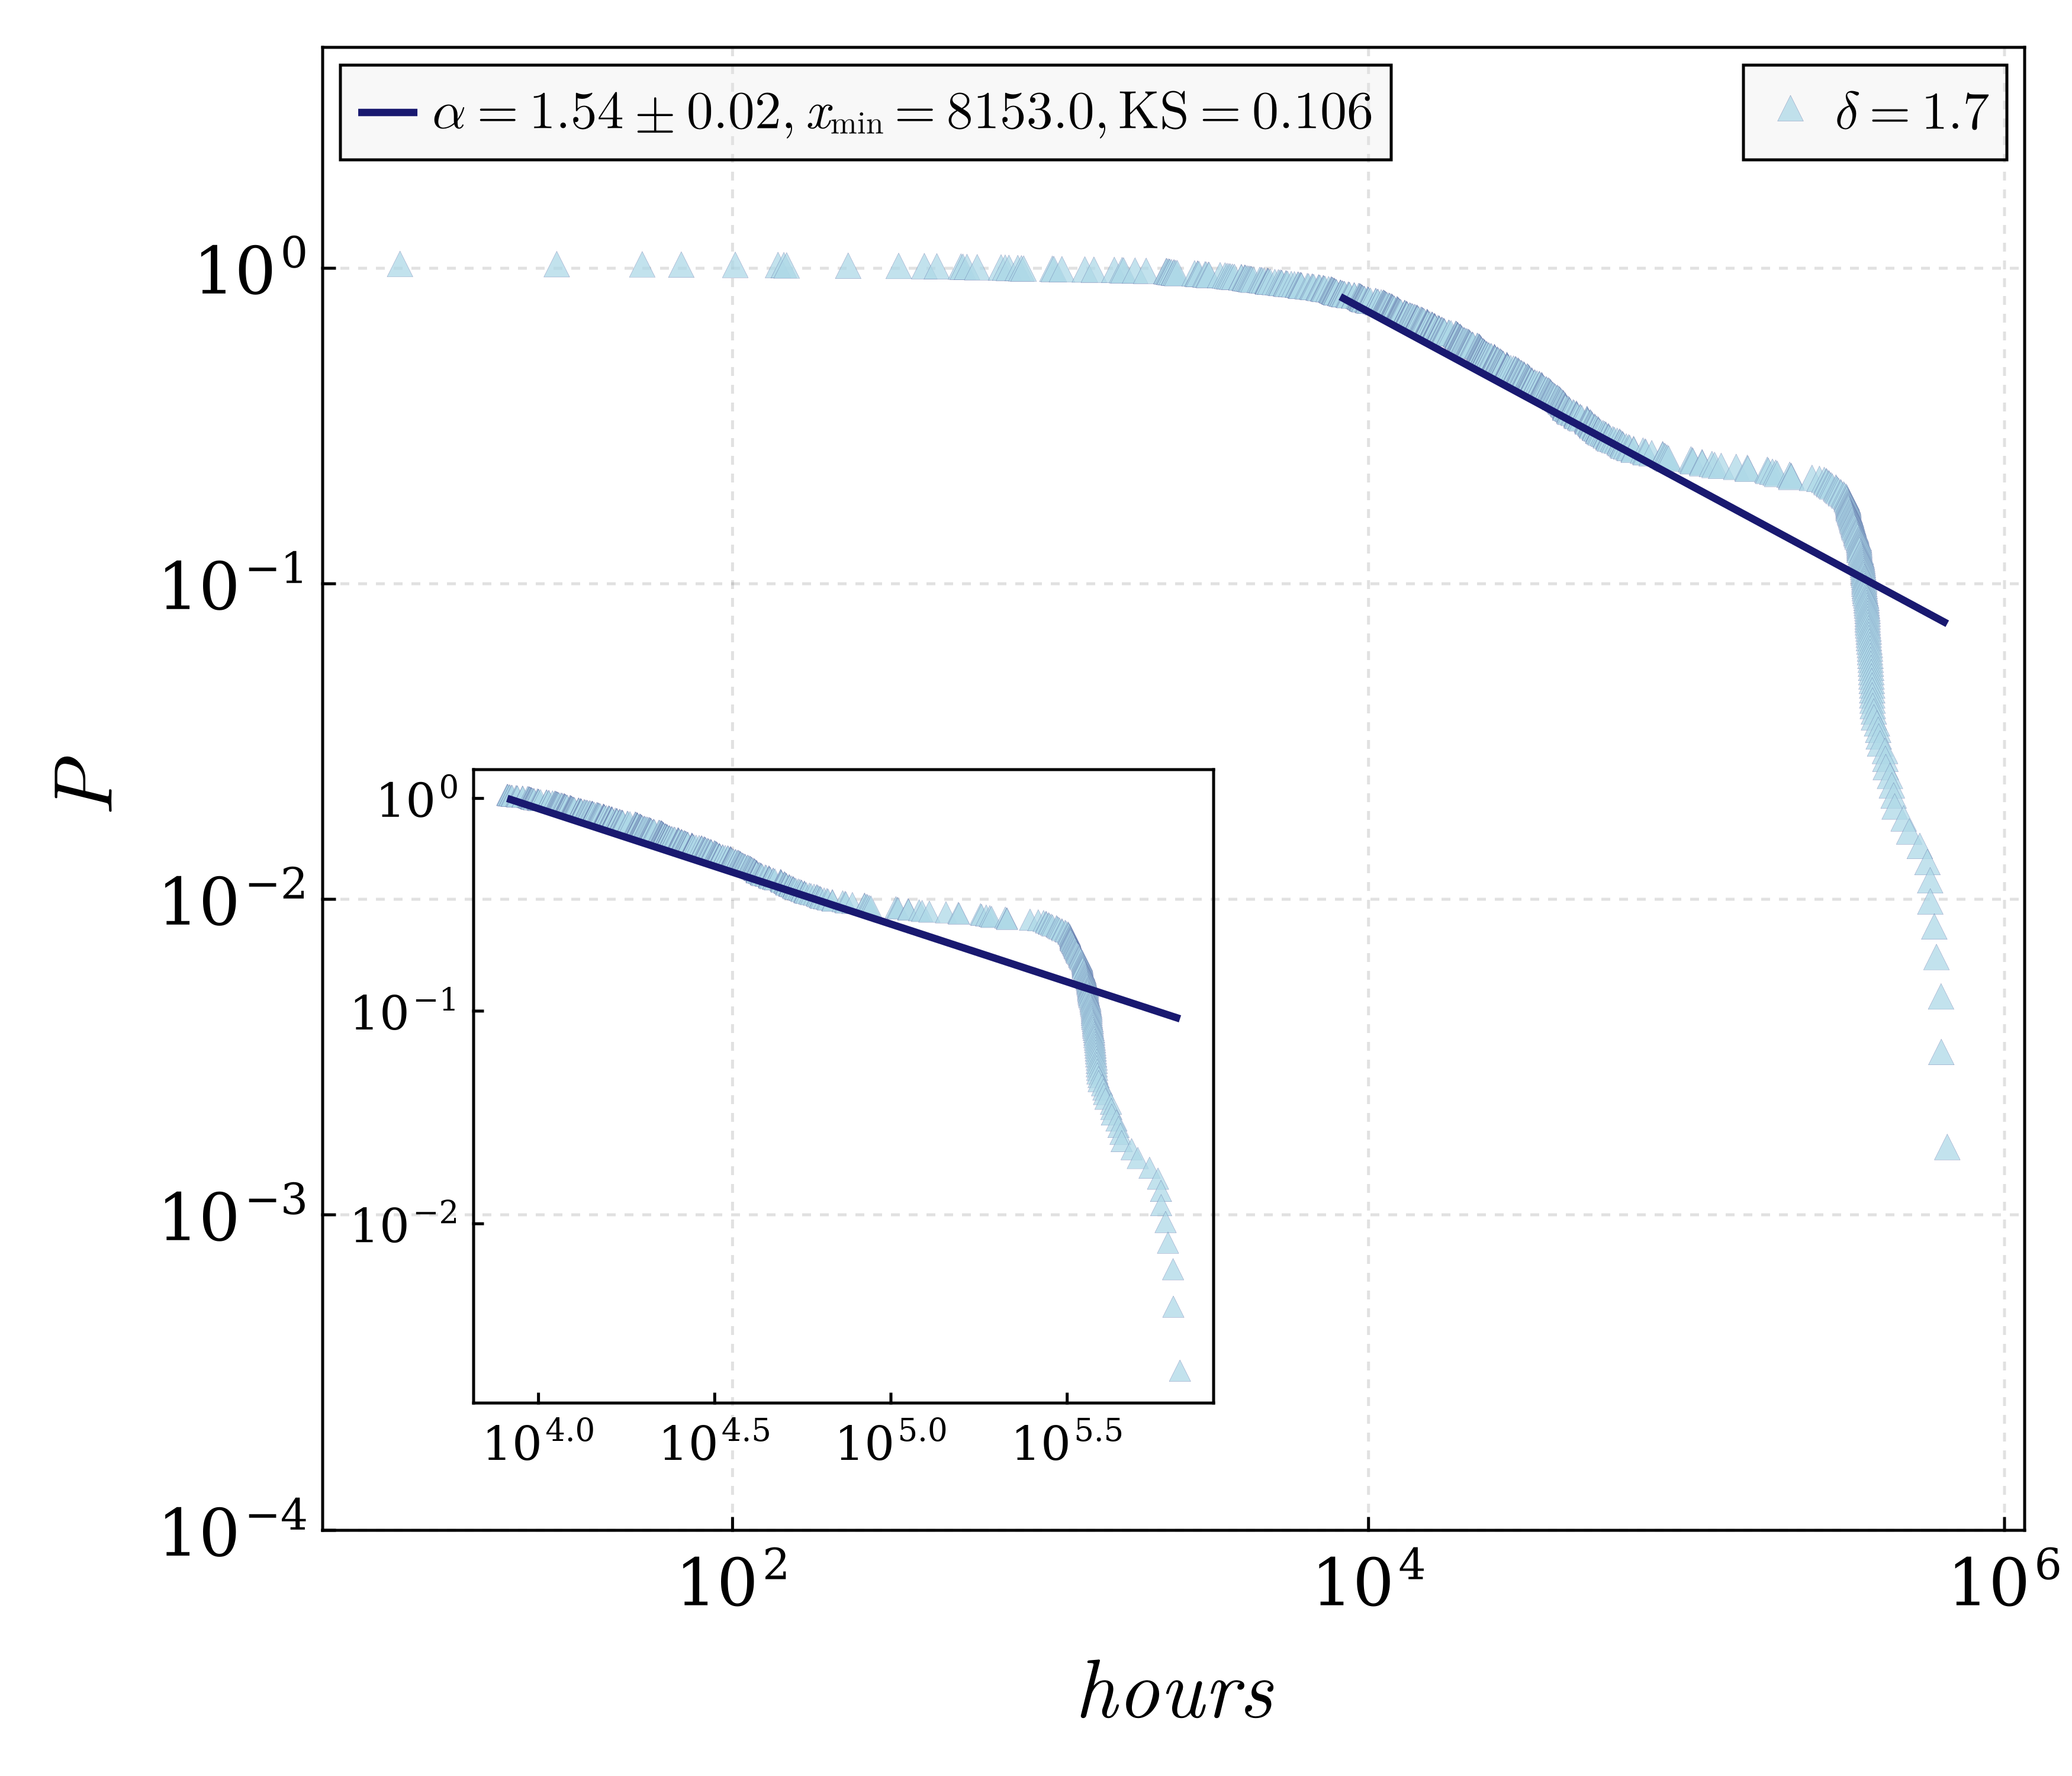 α = 1.54 ± 0.02, x_min = 8153.0, KS = 0.106
δ = 1.7
10^0
10^−1
10^−2
10^−3
10^−4
P
10^0
10^−1
10^−2
10^4.0 10^4.5 10^5.0 10^5.5
10^2 10^4 10^6
hours